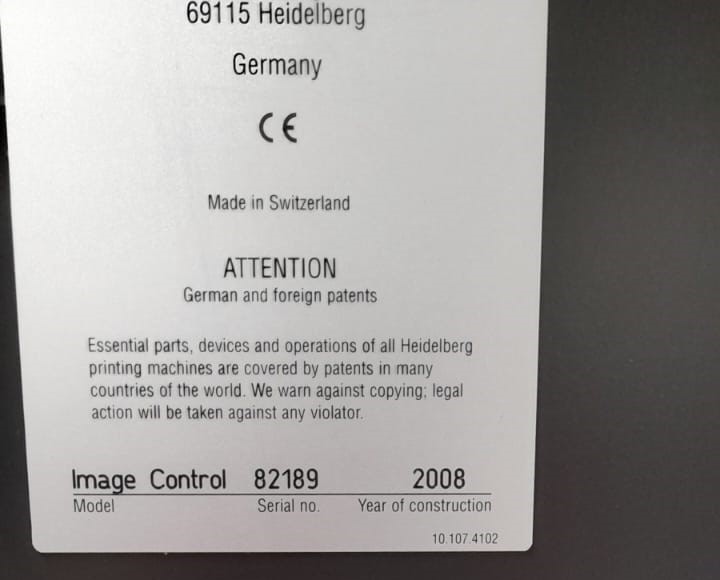 69115 Heidelberg
Germany
CE
Made in Switzerland
ATTENTION
German and foreign patents
Essential parts, devices and operations of all Heidelberg
printing machines are covered by patents in many
countries of the world. We warn against copying; legal
action will be taken against any violator.
Image Control 82189 2008
Model Serial no. Year of construction
10.107.4102